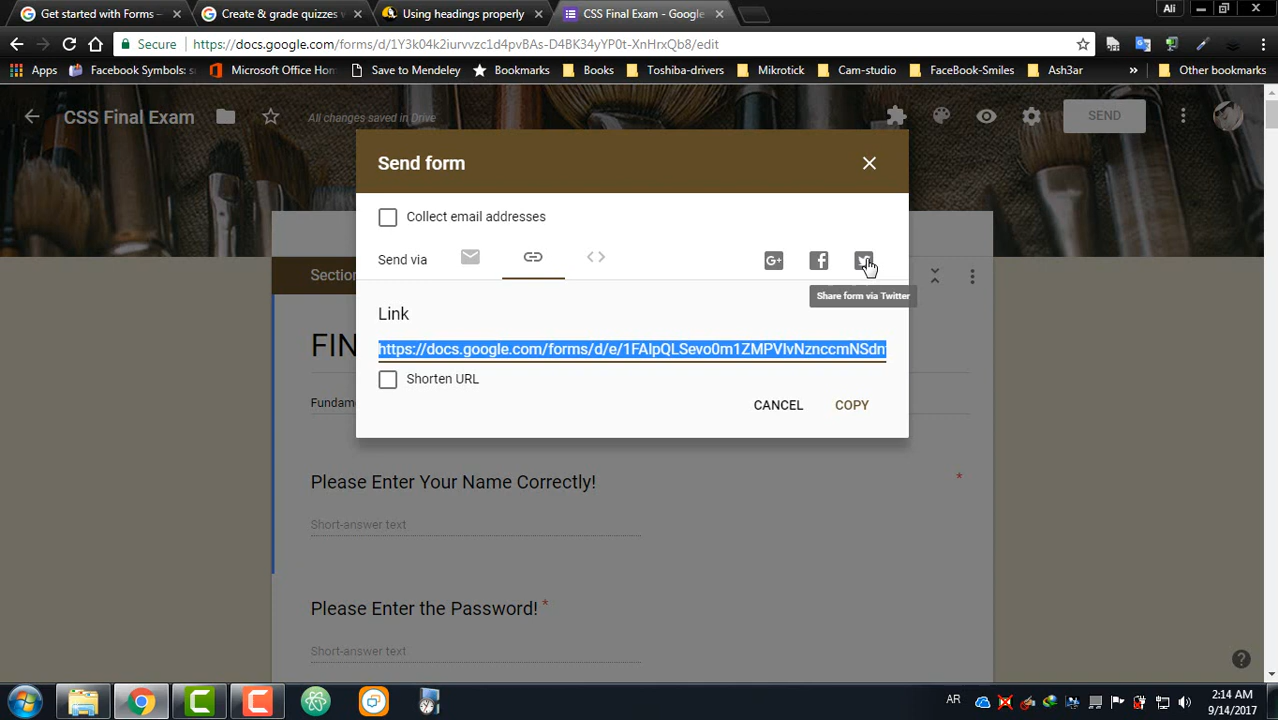 Get started with Forms –
Create & grade quizzes w
Using headings properly
CSS Final Exam - Google
Ali
Secure
https://docs.google.com/forms/d/1Y3k04k2iurvvzc1d4pvBAs-D4BK34yYP0t-XnHrxQb8/edit
Apps
Facebook Symbols: s
Microsoft Office Hom
Save to Mendeley
Bookmarks
Books
Toshiba-drivers
Mikrotick
Cam-studio
FaceBook-Smiles
Ash3ar
»
Other bookmarks
CSS Final Exam
All changes saved in Drive
SEND
Send form
Collect email addresses
Send via
G+
Share form via Twitter
Section
Link
FIN
https://docs.google.com/forms/d/e/1FAIpQLSevo0m1ZMPVIvNznccmNSdn
Shorten URL
Fundam
CANCEL
COPY
Please Enter Your Name Correctly!
*
Short-answer text
Please Enter the Password! *
Short-answer text
AR
2:14 AM
9/14/2017